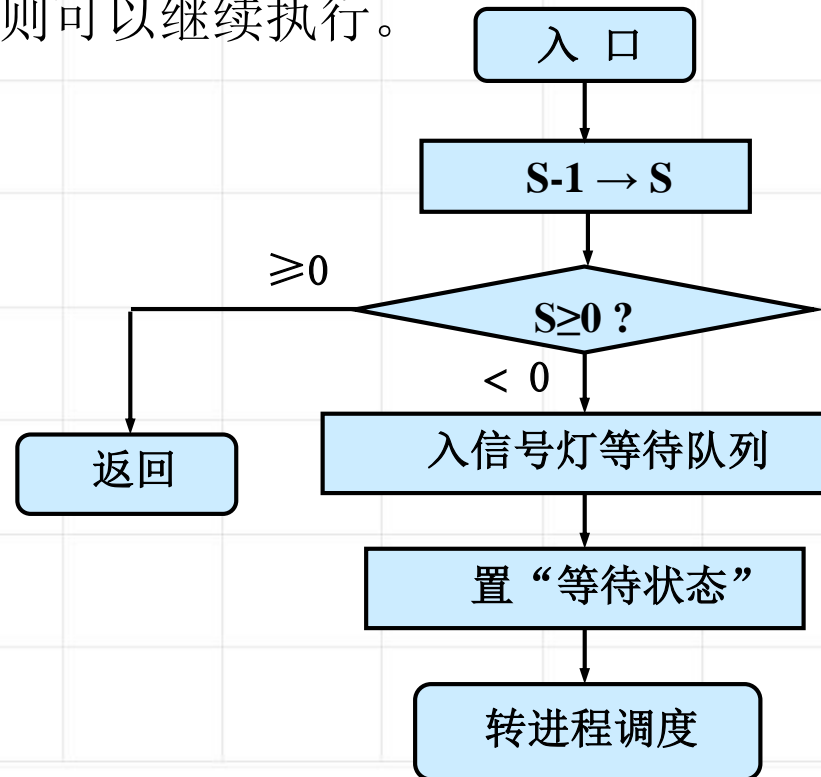 则可以继续执行。
入 口
S-1 → S
≥0
S≥0 ?
< 0
入信号灯等待队列
返回
置“等待状态”
转进程调度